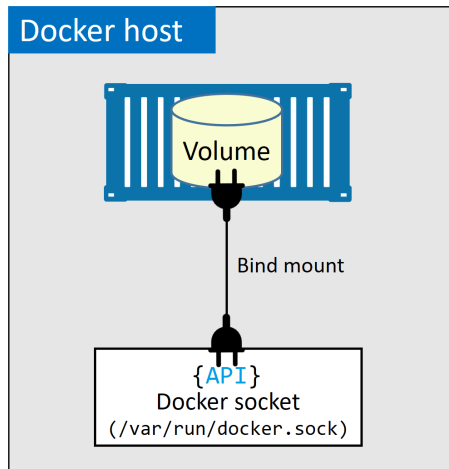 Docker host
Volume
Bind mount
{API}
Docker socket
(/var/run/docker.sock)